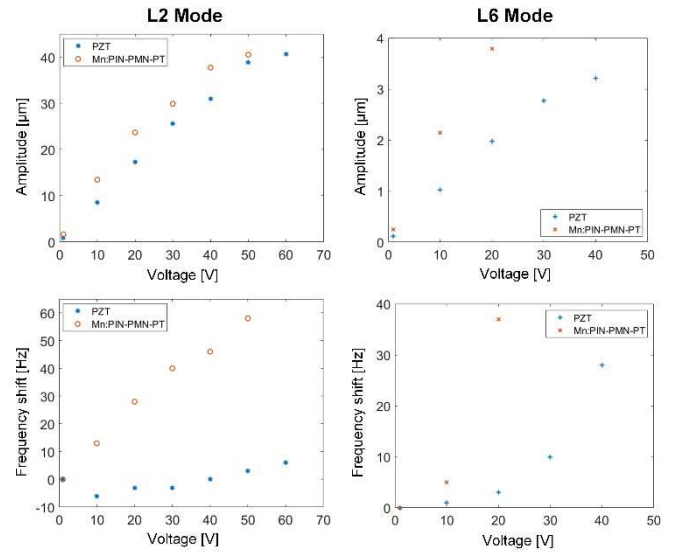 L2 Mode
L6 Mode
Amplitude [µm]
40
30
20
10
0
PZT
Mn:PIN-PMN-PT
0 10 20 30 40 50 60 70
Voltage [V]
Amplitude [µm]
4
3
2
1
0
PZT
Mn:PIN-PMN-PT
0 10 20 30 40 50
Voltage [V]
Frequency shift [Hz]
60
50
40
30
20
10
0
-10
PZT
Mn:PIN-PMN-PT
0 10 20 30 40 50 60 70
Voltage [V]
Frequency shift [Hz]
40
30
20
10
0
PZT
Mn:PIN-PMN-PT
0 10 20 30 40 50
Voltage [V]